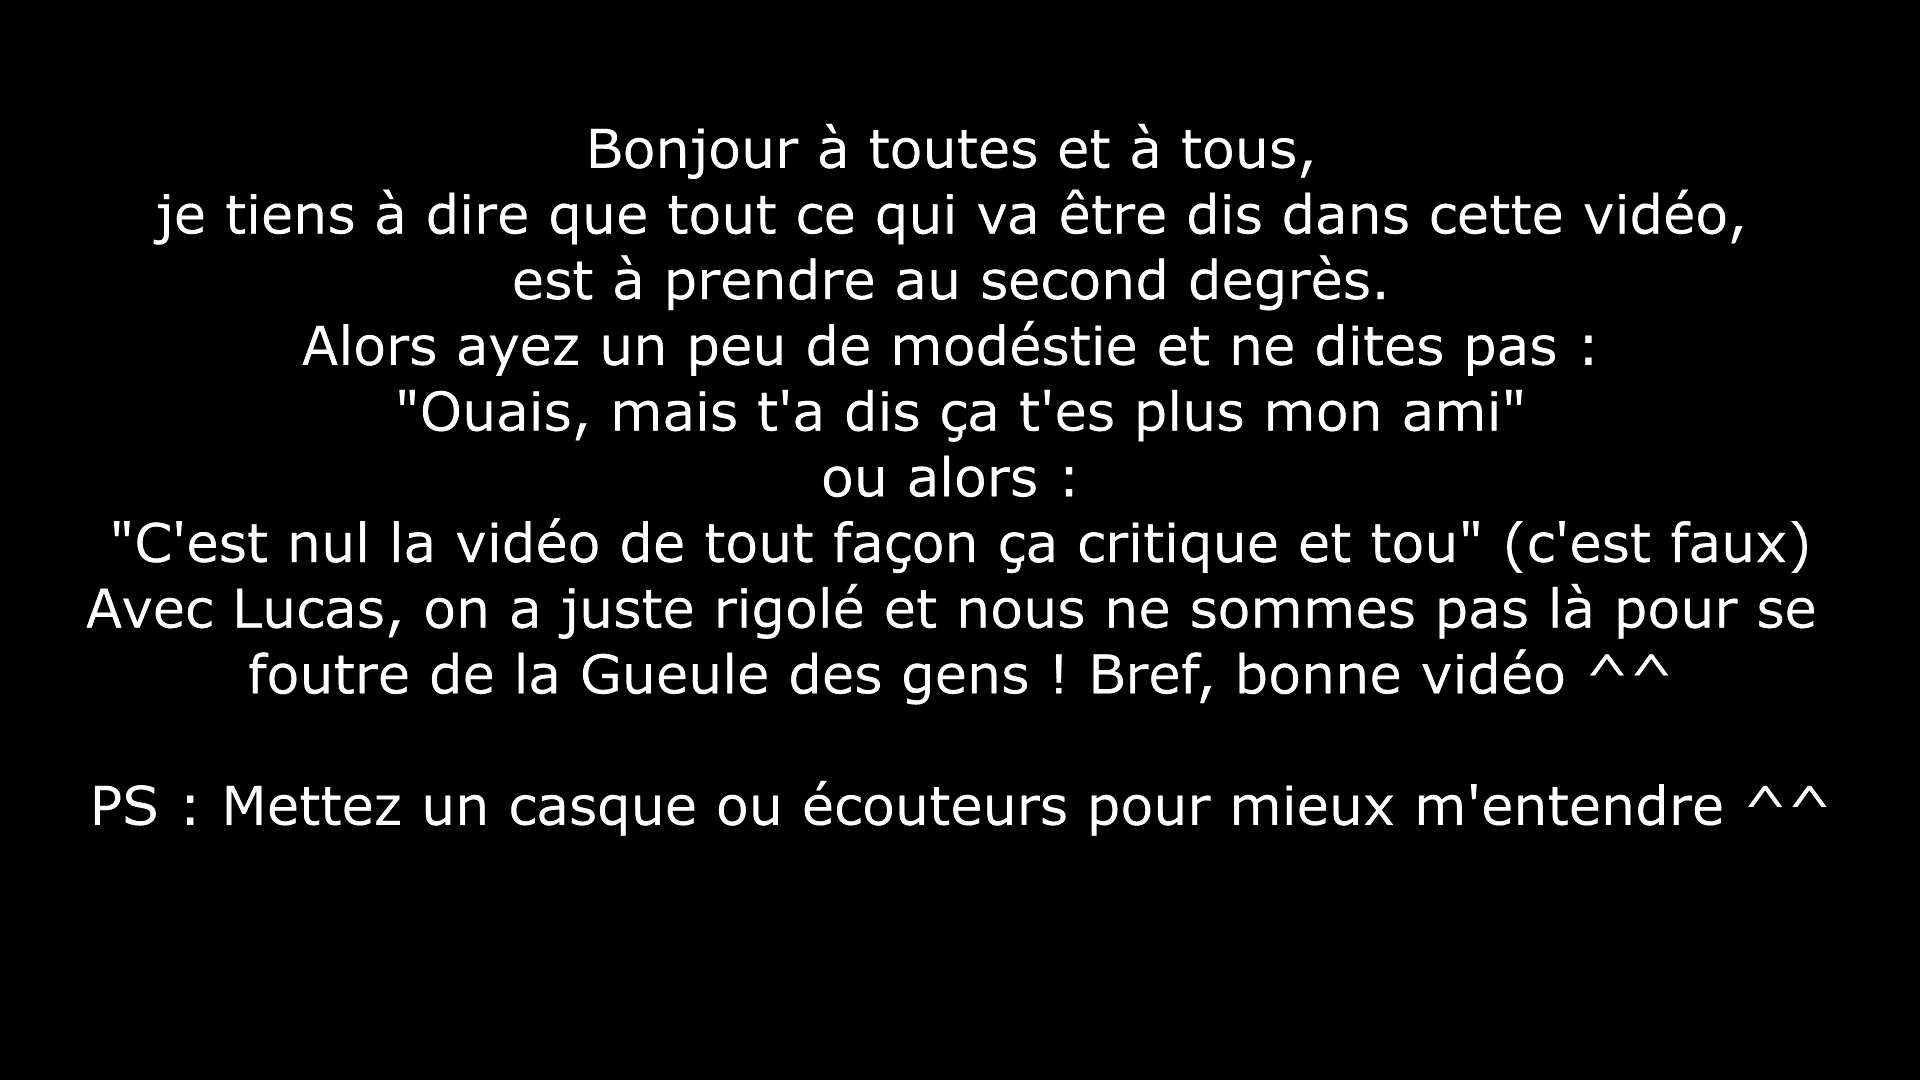 Bonjour à toutes et à tous,
je tiens à dire que tout ce qui va être dis dans cette vidéo,
est à prendre au second degrès.
Alors ayez un peu de modéstie et ne dites pas :
"Ouais, mais t'a dis ça t'es plus mon ami"
ou alors :
"C'est nul la vidéo de tout façon ça critique et tou" (c'est faux)
Avec Lucas, on a juste rigolé et nous ne sommes pas là pour se
foutre de la Gueule des gens ! Bref, bonne vidéo ^^
PS : Mettez un casque ou écouteurs pour mieux m'entendre ^^